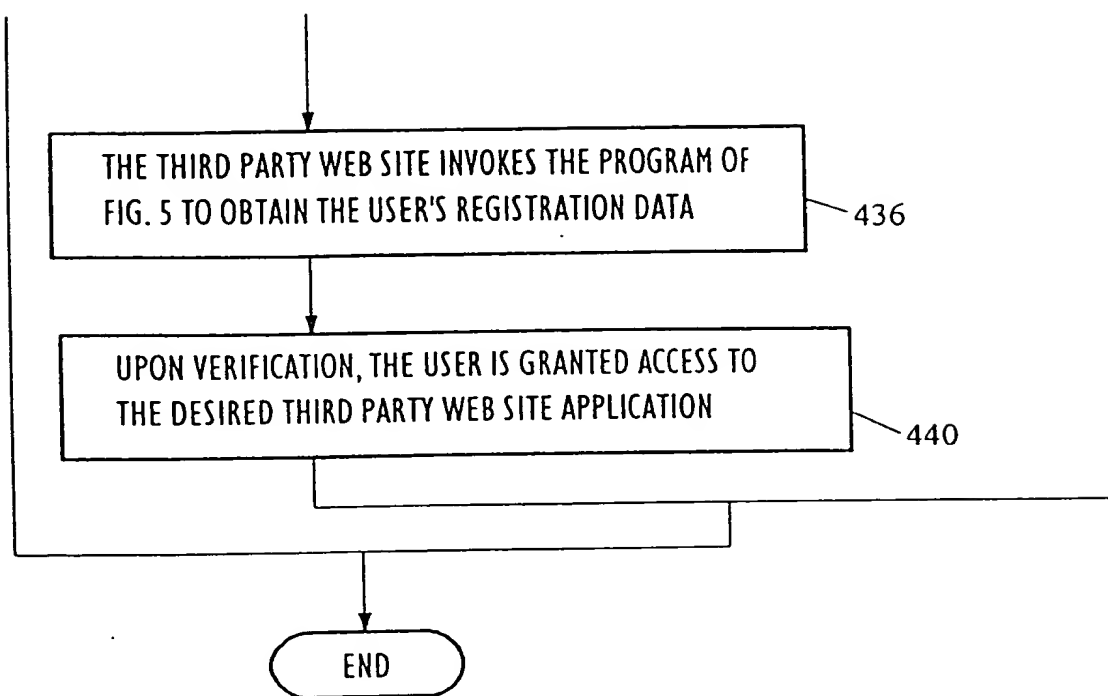 THE THIRD PARTY WEB SITE INVOKES THE PROGRAM OF
FIG. 5 TO OBTAIN THE USER'S REGISTRATION DATA
436
UPON VERIFICATION, THE USER IS GRANTED ACCESS TO
THE DESIRED THIRD PARTY WEB SITE APPLICATION
440
END